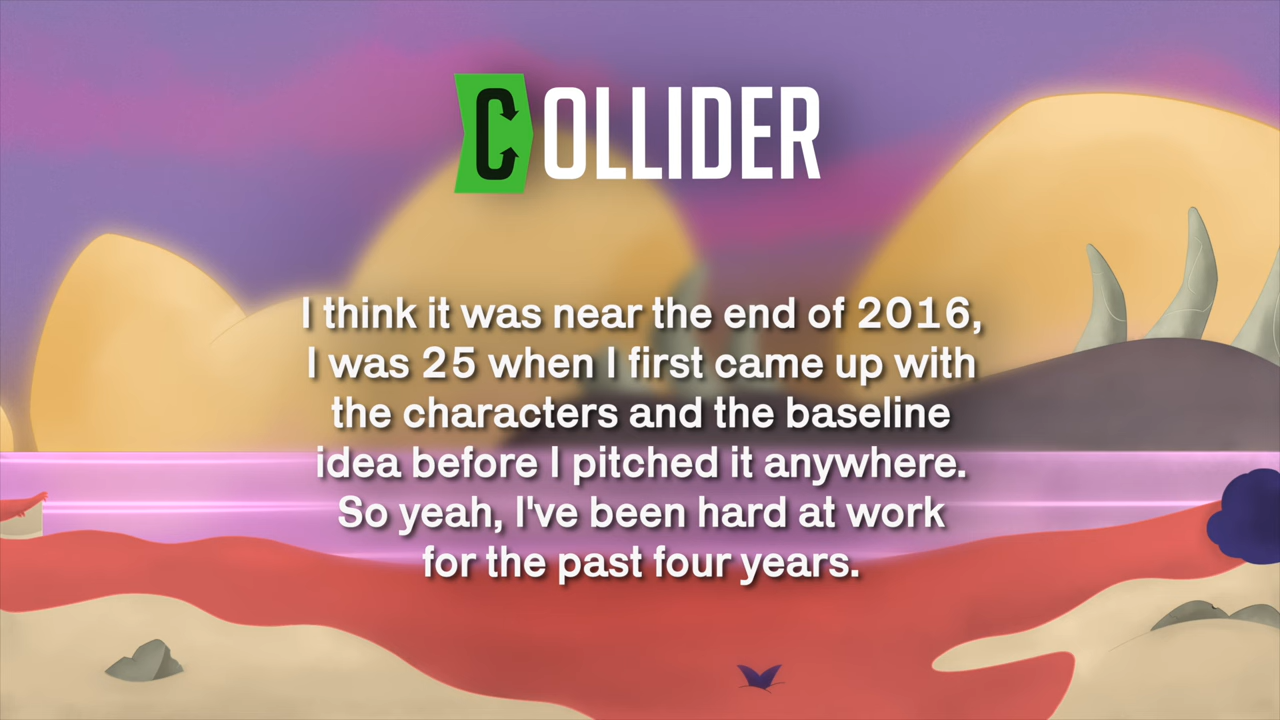 COLLIDER
I think it was near the end of 2016,
I was 25 when I first came up with
the characters and the baseline
idea before I pitched it anywhere.
So yeah, I've been hard at work
for the past four years.